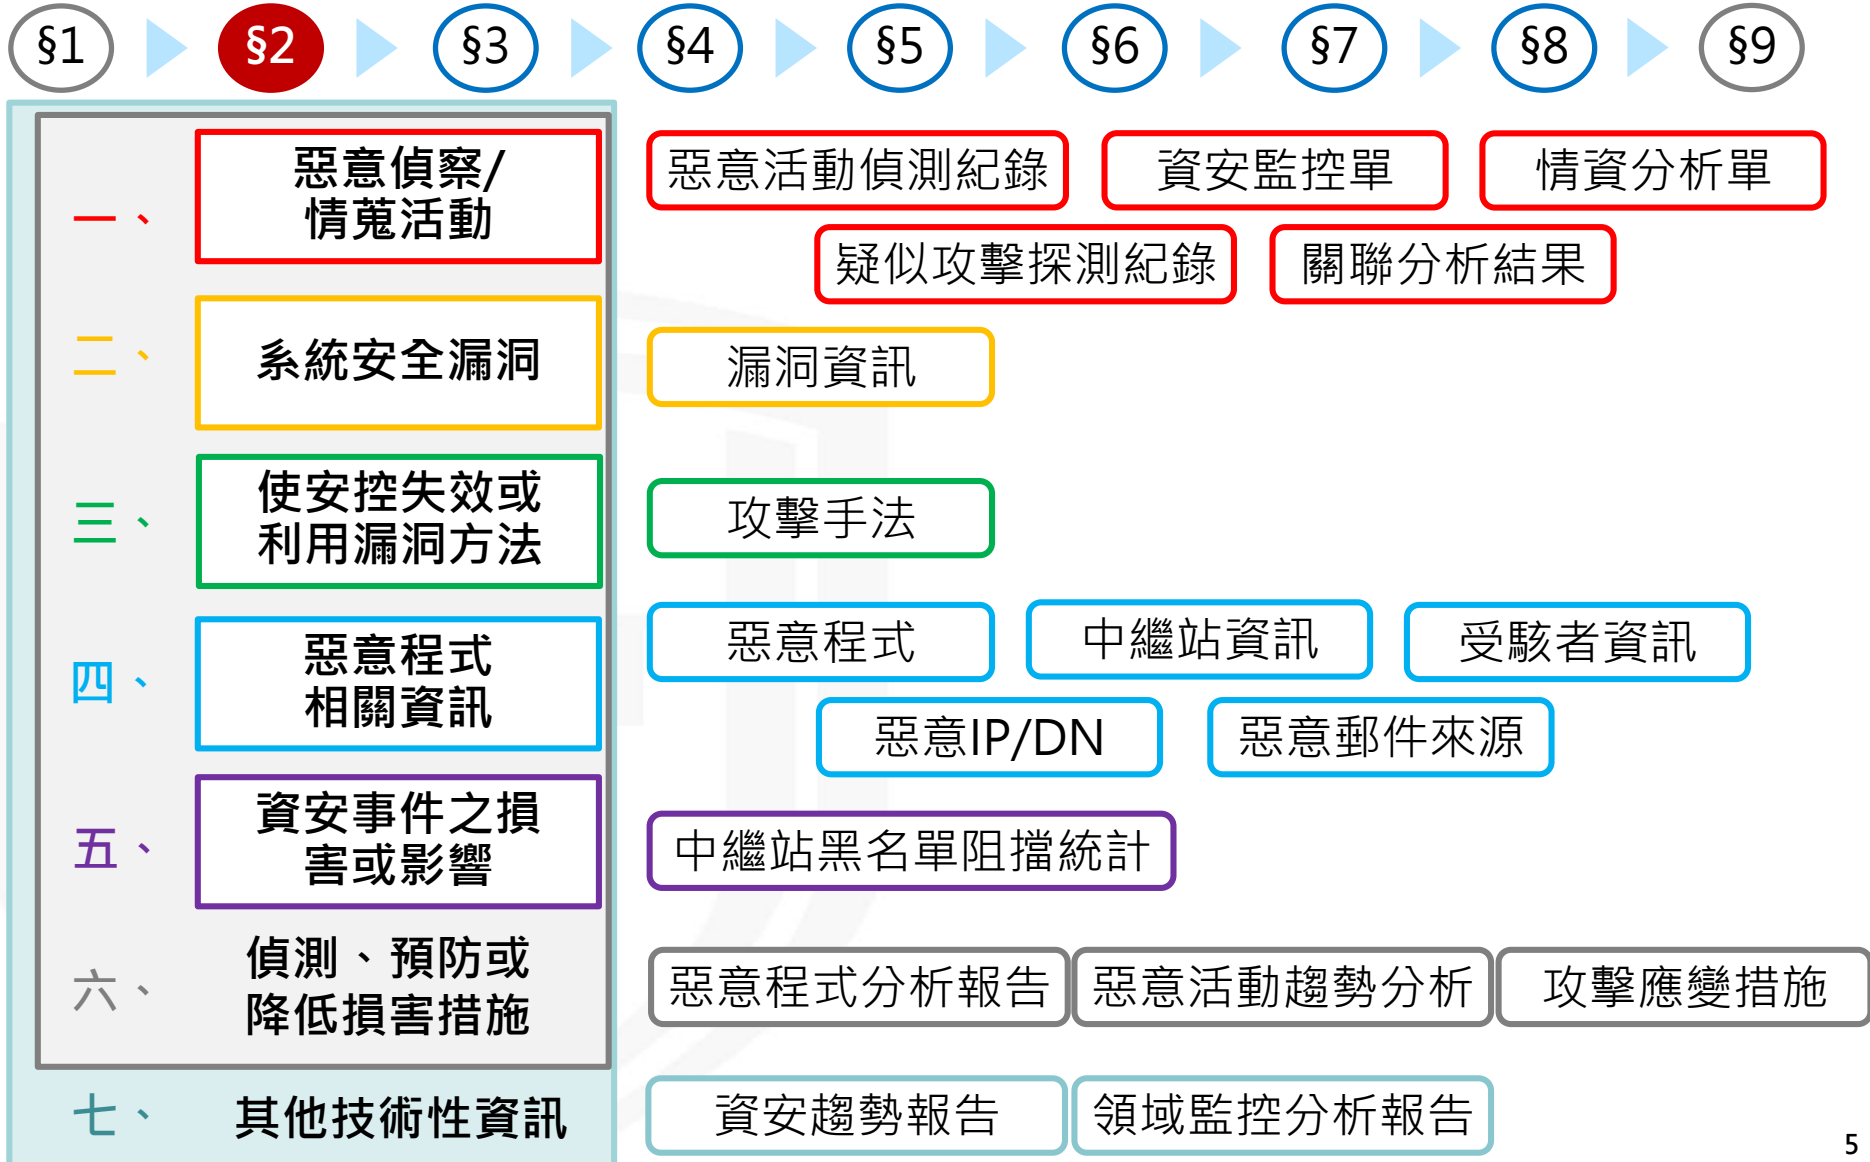 §1 §2 §3 §4 §5 §6 §7 §8 §9
一、
惡意偵察/
情蒐活動
惡意活動偵測紀錄 資安監控單 情資分析單
疑似攻擊探測紀錄 關聯分析結果
二、
系統安全漏洞
漏洞資訊
三、
使安控失效或
利用漏洞方法
攻擊手法
四、
惡意程式
相關資訊
惡意程式 中繼站資訊 受駭者資訊
惡意IP/DN 惡意郵件來源
五、
資安事件之損
害或影響
中繼站黑名單阻擋統計
六、
偵測、預防或
降低損害措施
惡意程式分析報告 惡意活動趨勢分析 攻擊應變措施
七、
其他技術性資訊
資安趨勢報告 領域監控分析報告
5